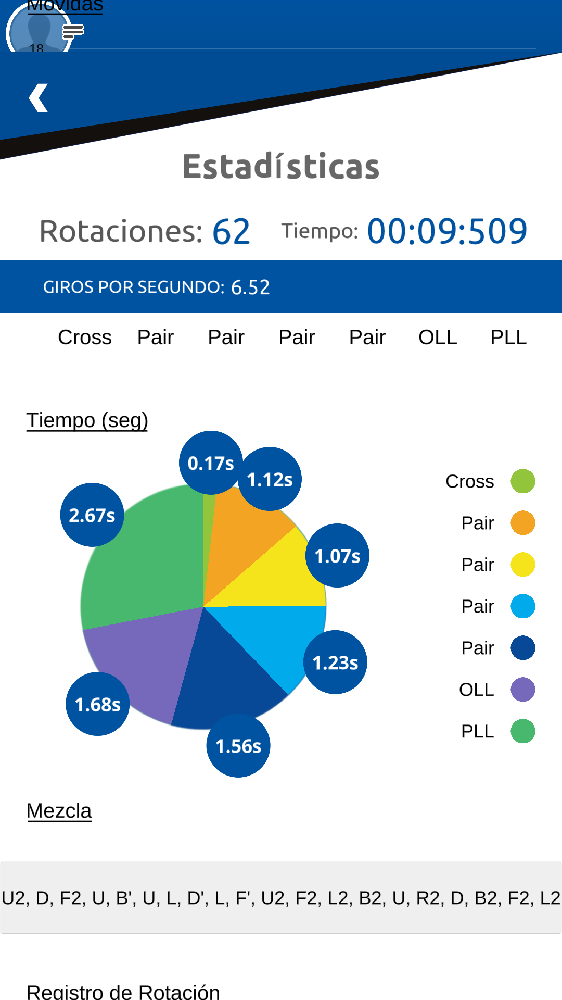 Movidas
18
Estadísticas
Rotaciones: 62 Tiempo: 00:09:509
GIROS POR SEGUNDO: 6.52
Cross Pair Pair Pair Pair OLL PLL
Tiempo (seg)
0.17s
1.12s
2.67s
1.07s
1.23s
1.68s
1.56s
Cross
Pair
Pair
Pair
Pair
OLL
PLL
Mezcla
U2, D, F2, U, B', U, L, D', L, F', U2, F2, L2, B2, U, R2, D, B2, F2, L2
Registro de Rotación